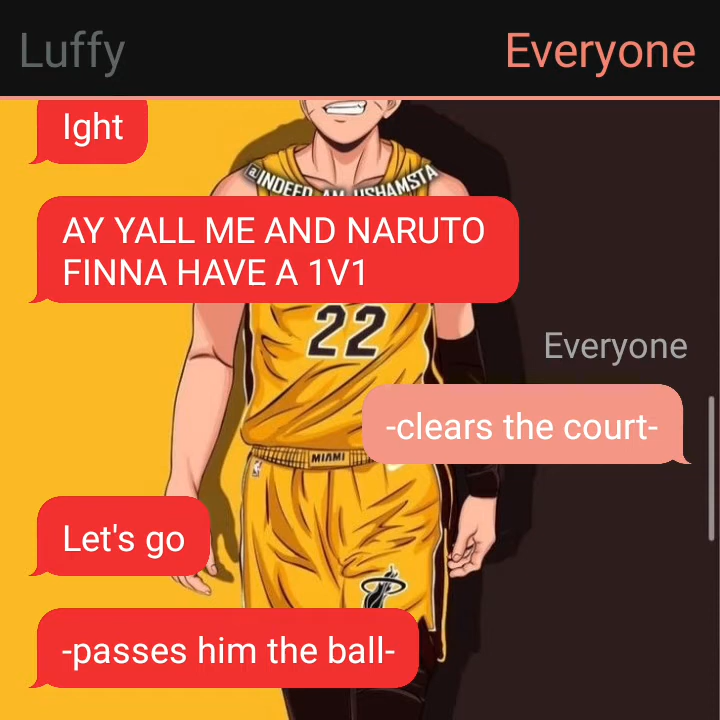 Luffy
Everyone
Ight
@INDEED
AY YALL ME AND NARUTO
FINNA HAVE A 1V1
22
Everyone
-clears the court-
MIAMI
Let's go
-passes him the ball-